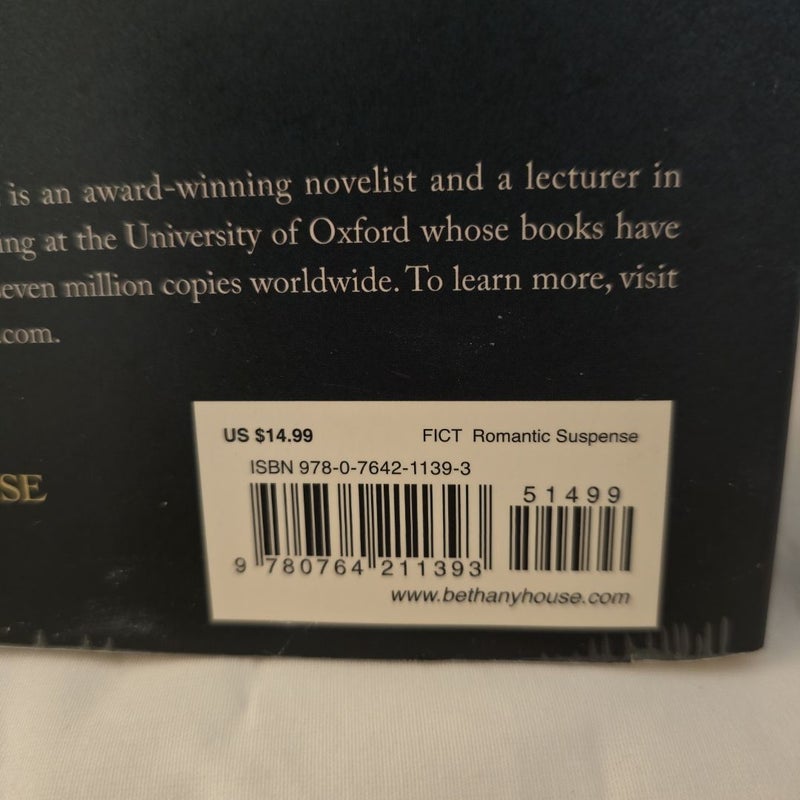 is an award-winning novelist and a lecturer in
ing at the University of Oxford whose books have
even million copies worldwide. To learn more, visit
.com.
US $14.99 FICT Romantic Suspense
ISBN 978-0-7642-1139-3
51499
9 780764 211393
SE
www.bethanyhouse.com